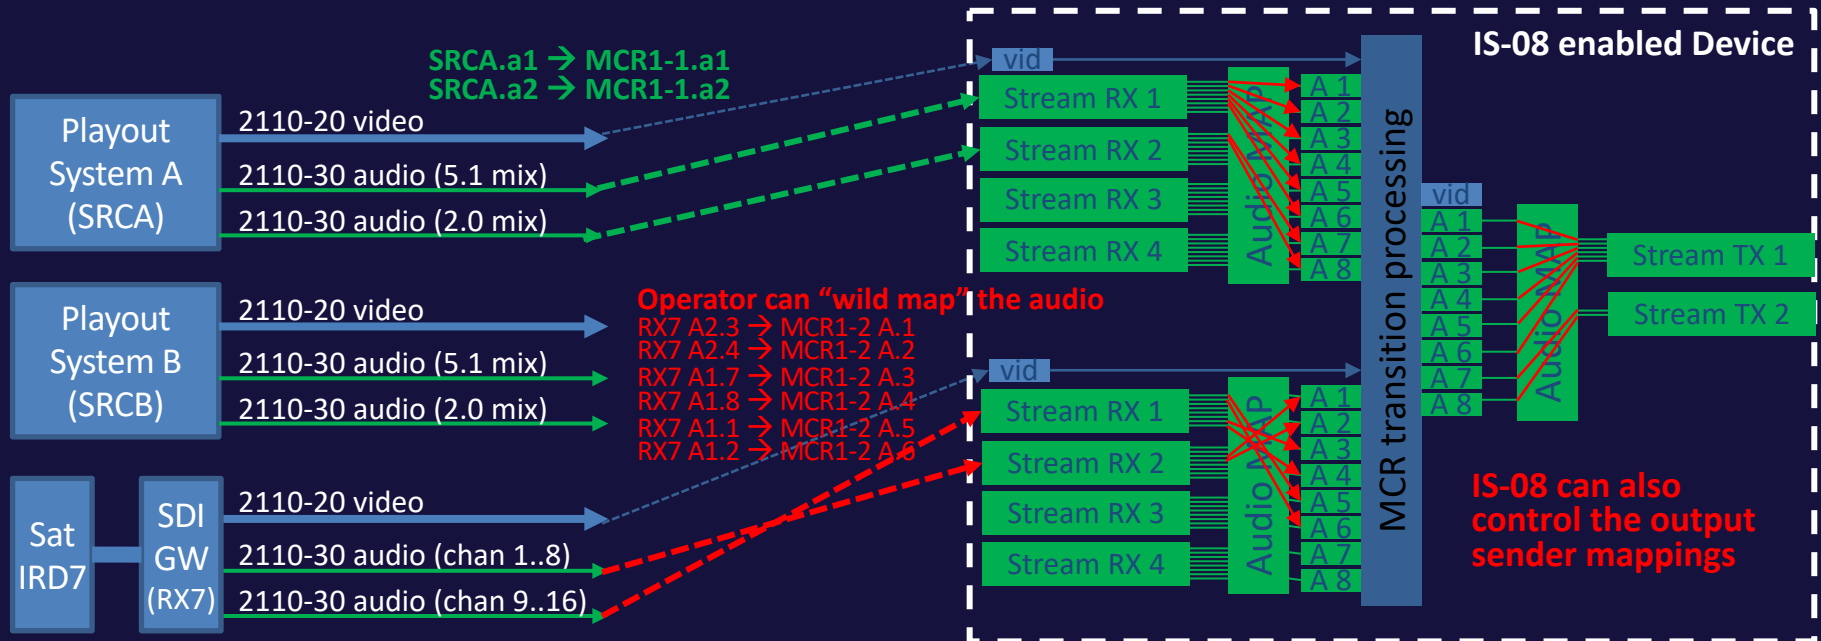 SRCA.a1 → MCR1-1.a1
SRCA.a2 → MCR1-1.a2
Playout
System A
(SRCA)
2110-20 video
2110-30 audio (5.1 mix)
2110-30 audio (2.0 mix)
Playout
System B
(SRCB)
2110-20 video
2110-30 audio (5.1 mix)
2110-30 audio (2.0 mix)
Sat
IRD7
SDI
GW
(RX7)
2110-20 video
2110-30 audio (chan 1..8)
2110-30 audio (chan 9..16)
Operator can “wild map” the audio
RX7 A2.3 → MCR1-2 A.1
RX7 A2.4 → MCR1-2 A.2
RX7 A1.7 → MCR1-2 A.3
RX7 A1.8 → MCR1-2 A.4
RX7 A1.1 → MCR1-2 A.5
RX7 A1.2 → MCR1-2 A.6
IS-08 enabled Device
vid
Stream RX 1
Stream RX 2
Stream RX 3
Stream RX 4
Audio MAP
A 1
A 2
A 3
A 4
A 5
A 6
A 7
A 8
vid
Stream RX 1
Stream RX 2
Stream RX 3
Stream RX 4
Audio MAP
A 1
A 2
A 3
A 4
A 5
A 6
A 7
A 8
MCR transition processing
vid
A 1
A 2
A 3
A 4
A 5
A 6
A 7
A 8
Audio MAP
Stream TX 1
Stream TX 2
IS-08 can also
control the output
sender mappings